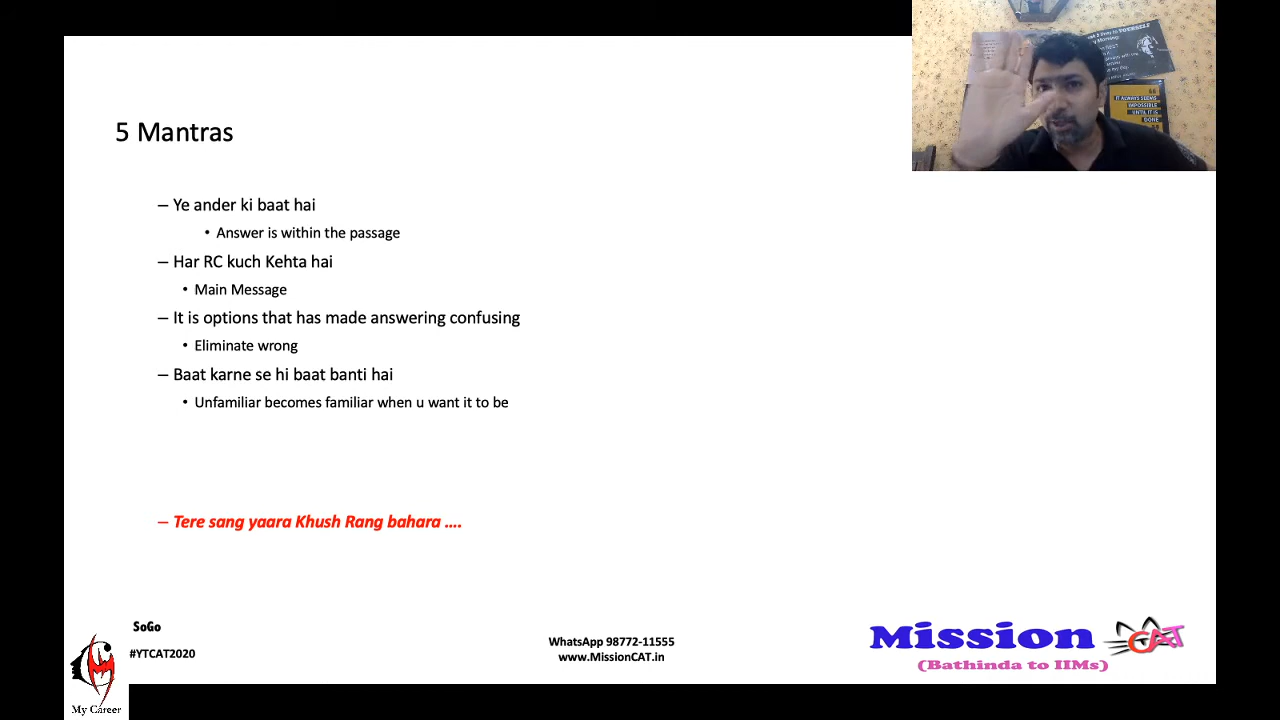 5 Mantras
– Ye ander ki baat hai
• Answer is within the passage
– Har RC kuch Kehta hai
• Main Message
– It is options that has made answering confusing
• Eliminate wrong
– Baat karne se hi baat banti hai
• Unfamiliar becomes familiar when u want it to be
– Tere sang yaara Khush Rang bahara ....
IT ALWAYS SEEMS
IMPOSSIBLE
UNTIL IT IS
DONE
SoGo
#YTCAT2020
My Career
WhatsApp 98772-11555
www.MissionCAT.in
Mission CAT
(Bathinda to IIMs)